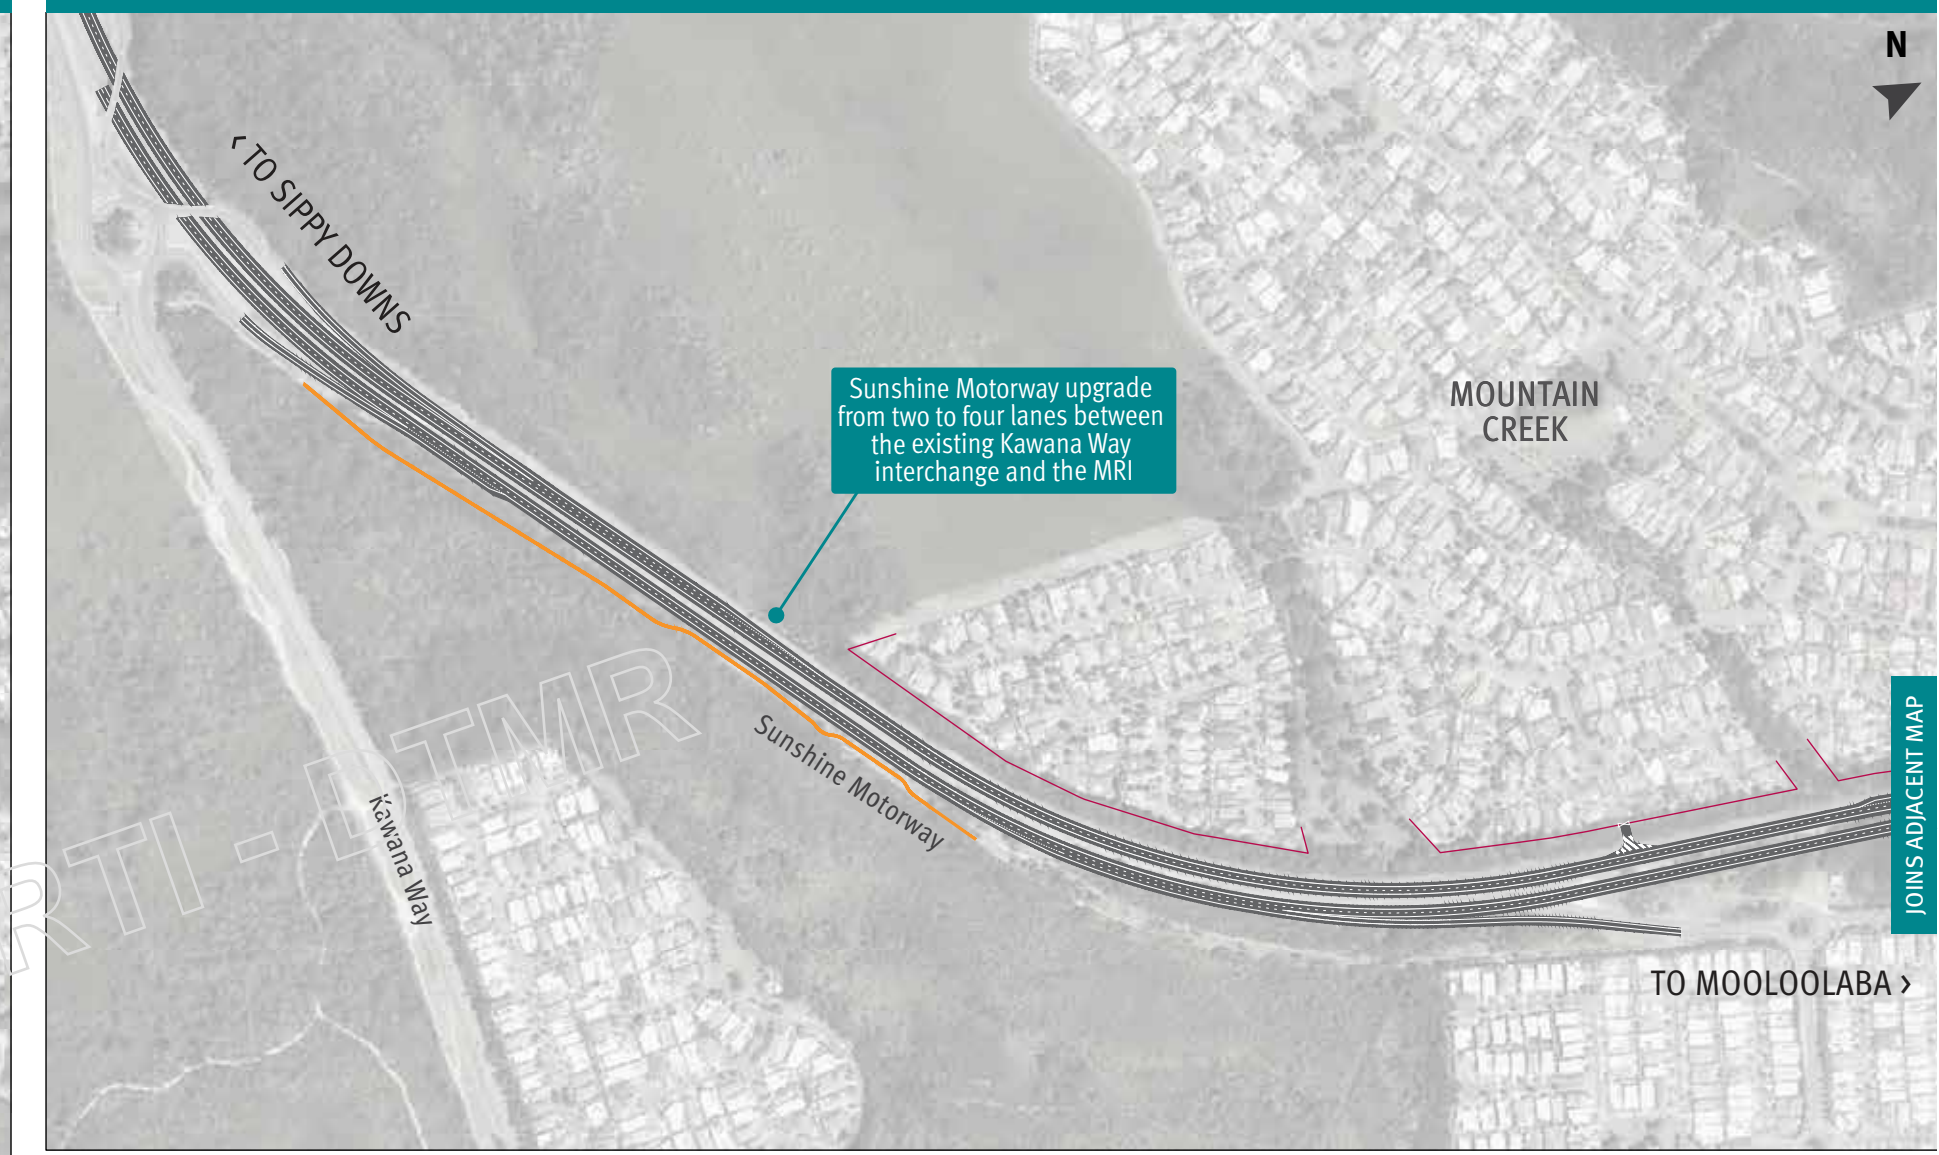 N
‹ TO SIPPY DOWNS
Sunshine Motorway upgrade
from two to four lanes between
the existing Kawana Way
interchange and the MRI
MOUNTAIN
CREEK
Sunshine Motorway
Kawana Way
JOINS ADJACENT MAP
TO MOOLOOLABA ›
RTI - DTMR